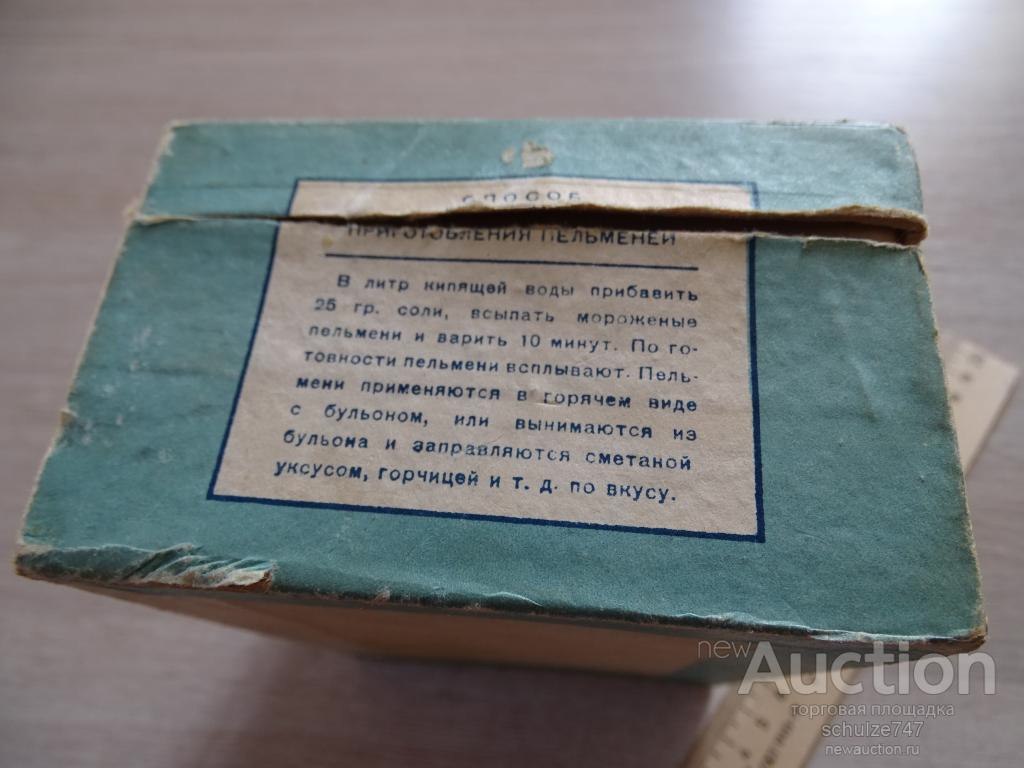 СПОСОБ
ПРИГОТОВЛЕНИЯ ПЕЛЬМЕНЕЙ
В литр кипящей воды прибавить
25 гр. соли, всыпать мороженые
пельмени и варить 10 минут. По го-
товности пельмени всплывают. Пель-
мени применяются в горячем виде
с бульоном, или вынимаются из
бульона и заправляются сметаной
уксусом, горчицей и т. д. по вкусу.
new Auction
торговая площадка
schulze747
newauction.ru